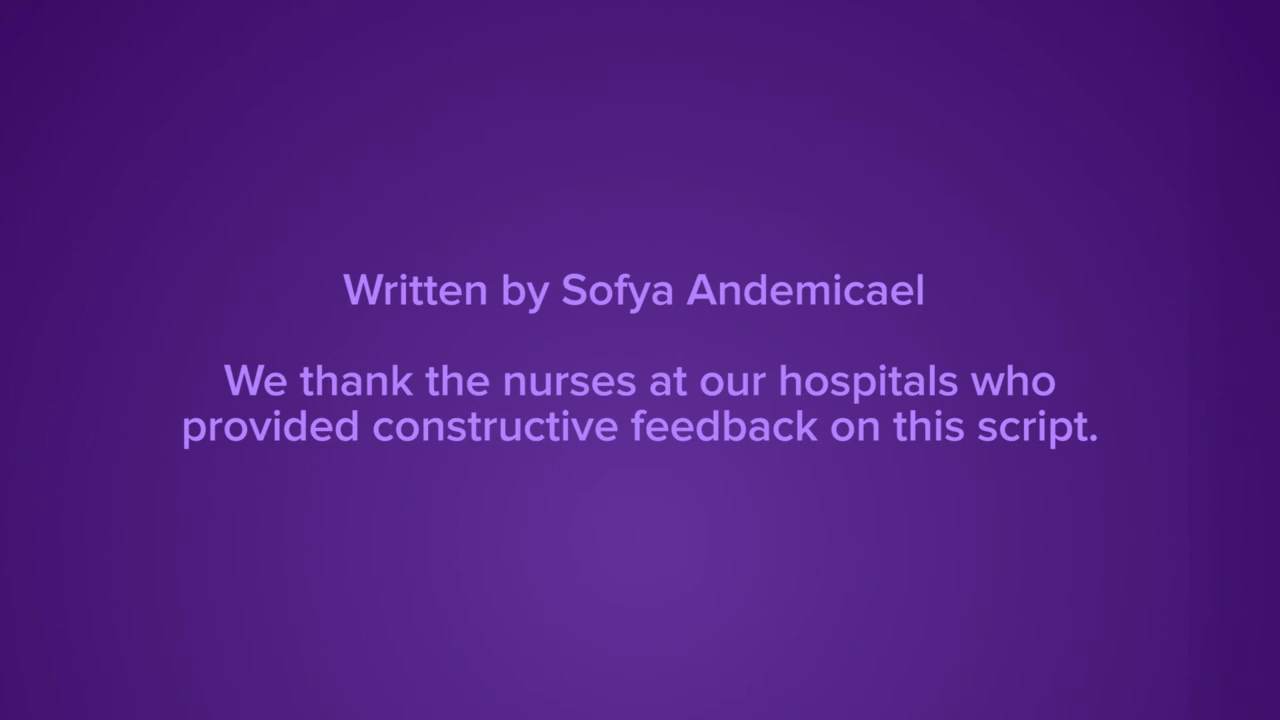 Written by Sofya Andemicael
We thank the nurses at our hospitals who
provided constructive feedback on this script.